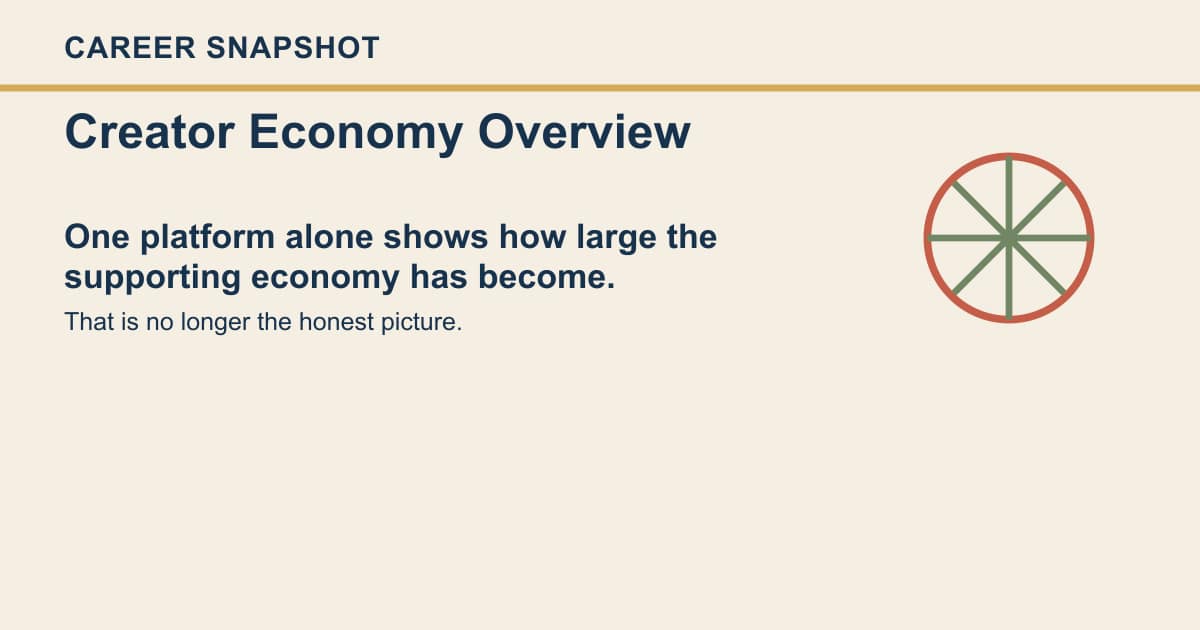 CAREER SNAPSHOT
Creator Economy Overview
One platform alone shows how large the
supporting economy has become.
That is no longer the honest picture.